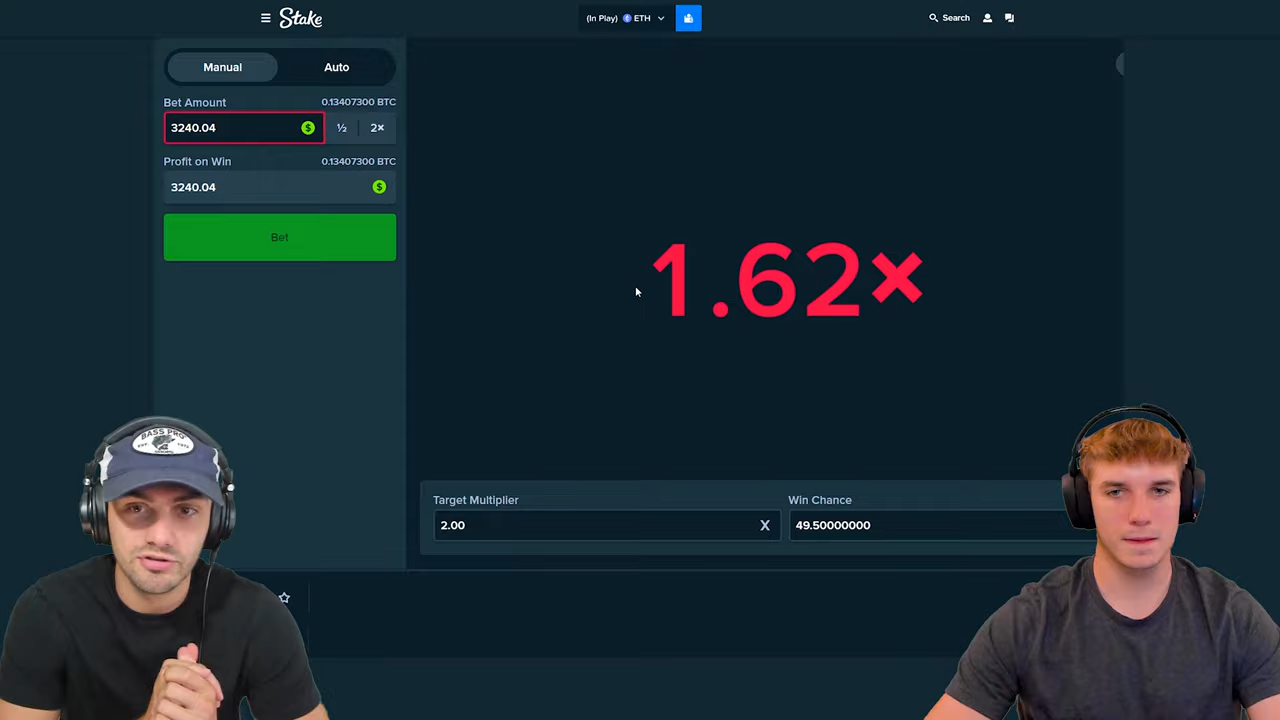 Stake
(In Play) ETH
Search
Manual
Auto
Bet Amount
0.13407300 BTC
3240.04
$
½
2×
Profit on Win
0.13407300 BTC
3240.04
$
Bet
1.62×
Target Multiplier
2.00
X
Win Chance
49.50000000
BASS PRO
SHOPS